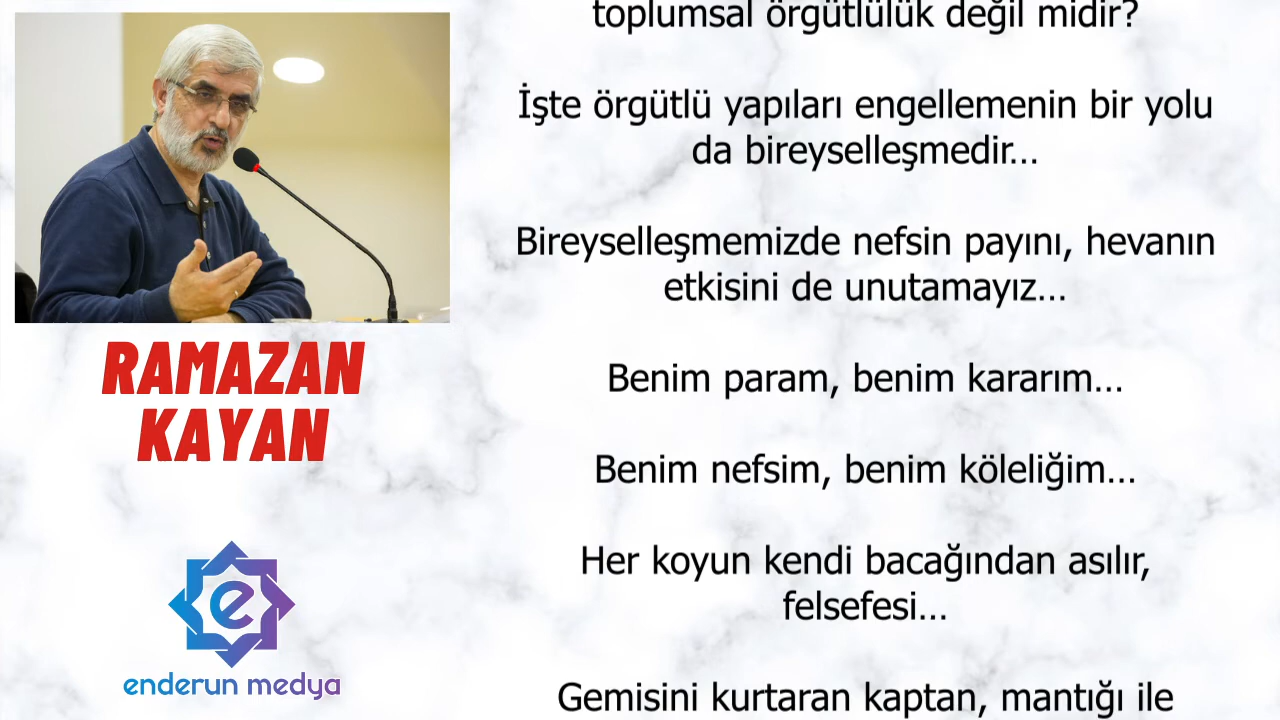 RAMAZAN
KAYAN
e
enderun medya
toplumsal örgütlülük değil midir?
İşte örgütlü yapıları engellemenin bir yolu
da bireyselleşmedir...
Bireyselleşmemizde nefsin payını, hevanın
etkisini de unutamayız...
Benim param, benim kararım...
Benim nefsim, benim köleliğim...
Her koyun kendi bacağından asılır,
felsefesi...
Gemisini kurtaran kaptan, mantığı ile